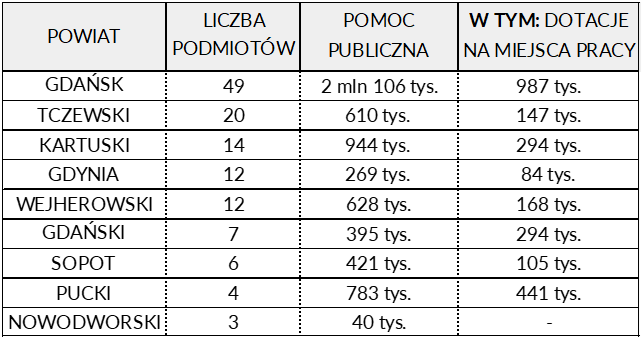 POWIAT LICZBA PODMIOTÓW POMOC PUBLICZNA W TYM: DOTACJE NA MIEJSCA PRACY
GDAŃSK 49 2 mln 106 tys. 987 tys.
TCZEWSKI 20 610 tys. 147 tys.
KARTUSKI 14 944 tys. 294 tys.
GDYNIA 12 269 tys. 84 tys.
WEJHEROWSKI 12 628 tys. 168 tys.
GDAŃSKI 7 395 tys. 294 tys.
SOPOT 6 421 tys. 105 tys.
PUCKI 4 783 tys. 441 tys.
NOWODWORSKI 3 40 tys. -